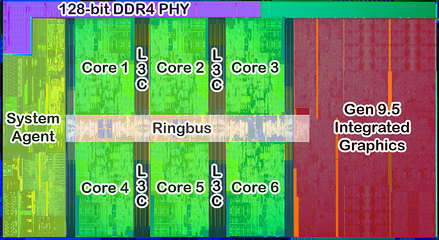 128-bit DDR4 PHY
Core 1
L3C
Core 2
L3C
Core 3
System
Agent
Ringbus
Gen 9.5
Integrated
Graphics
Core 4
L3C
Core 5
L3C
Core 6